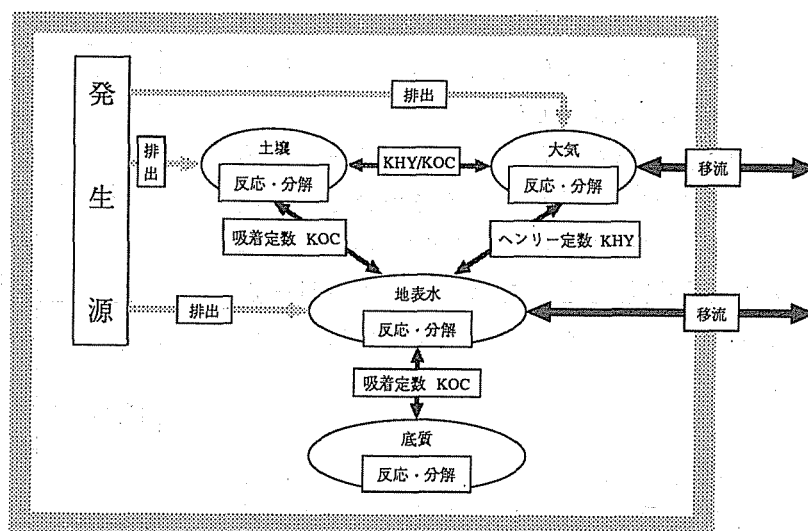 発生源
排出
排出
土壌
反応・分解
KHY/KOC
大気
反応・分解
移流
吸着定数 KOC
ヘンリー定数 KHY
地表水
反応・分解
排出
移流
吸着定数 KOC
底質
反応・分解